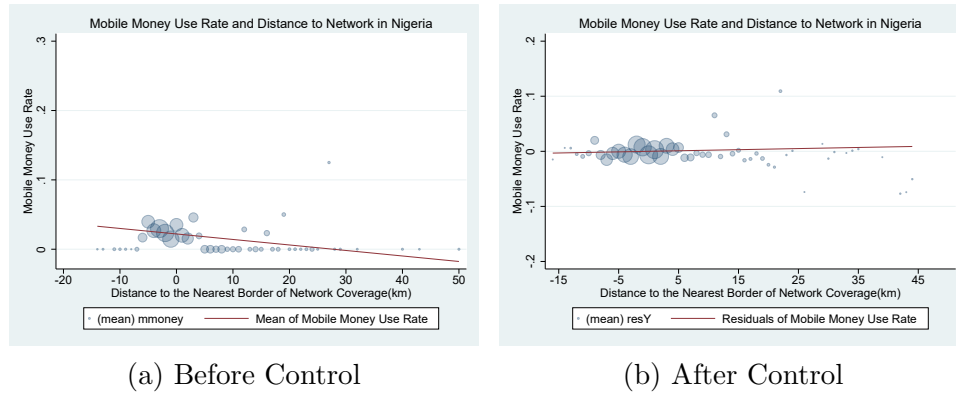 Mobile Money Use Rate and Distance to Network in Nigeria
Mobile Money Use Rate
.3
.2
.1
0
-20 -10 0 10 20 30 40 50
Distance to the Nearest Border of Network Coverage(km)
(mean) mmoney Mean of Mobile Money Use Rate
(a) Before Control
Mobile Money Use Rate and Distance to Network in Nigeria
Mobile Money Use Rate
.2
.1
0
-.1
-.2
-15 -5 5 15 25 35 45
Distance to the Nearest Border of Network Coverage(km)
(mean) resY Residuals of Mobile Money Use Rate
(b) After Control